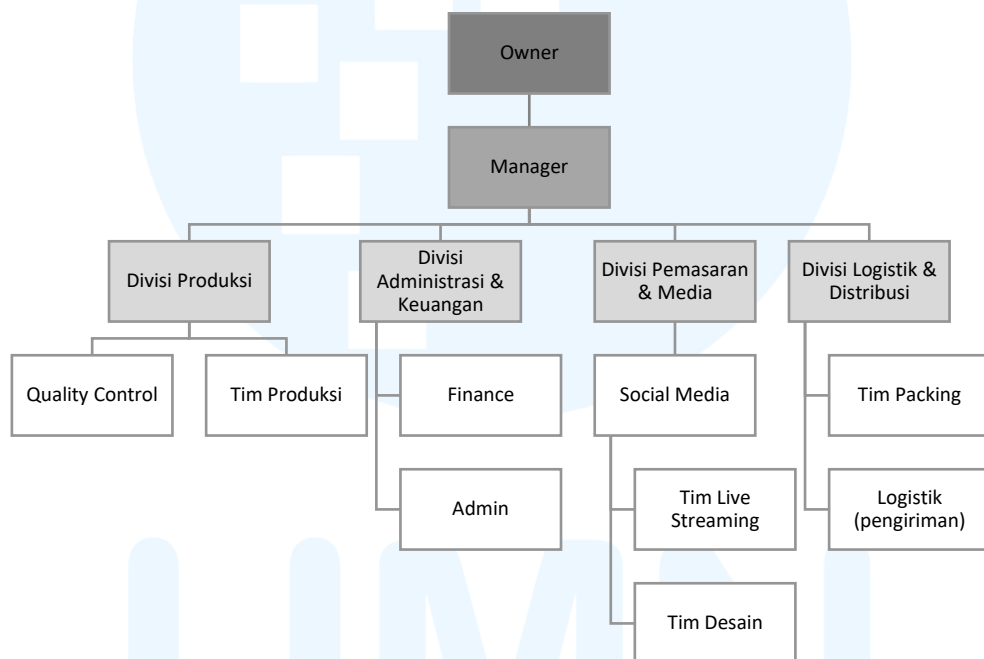 Owner
Manager
Divisi Produksi
Divisi
Administrasi &
Keuangan
Divisi Pemasaran
& Media
Divisi Logistik &
Distribusi
Quality Control
Tim Produksi
Finance
Social Media
Tim Packing
Admin
Tim Live
Streaming
Logistik
(pengiriman)
Tim Desain
UMN